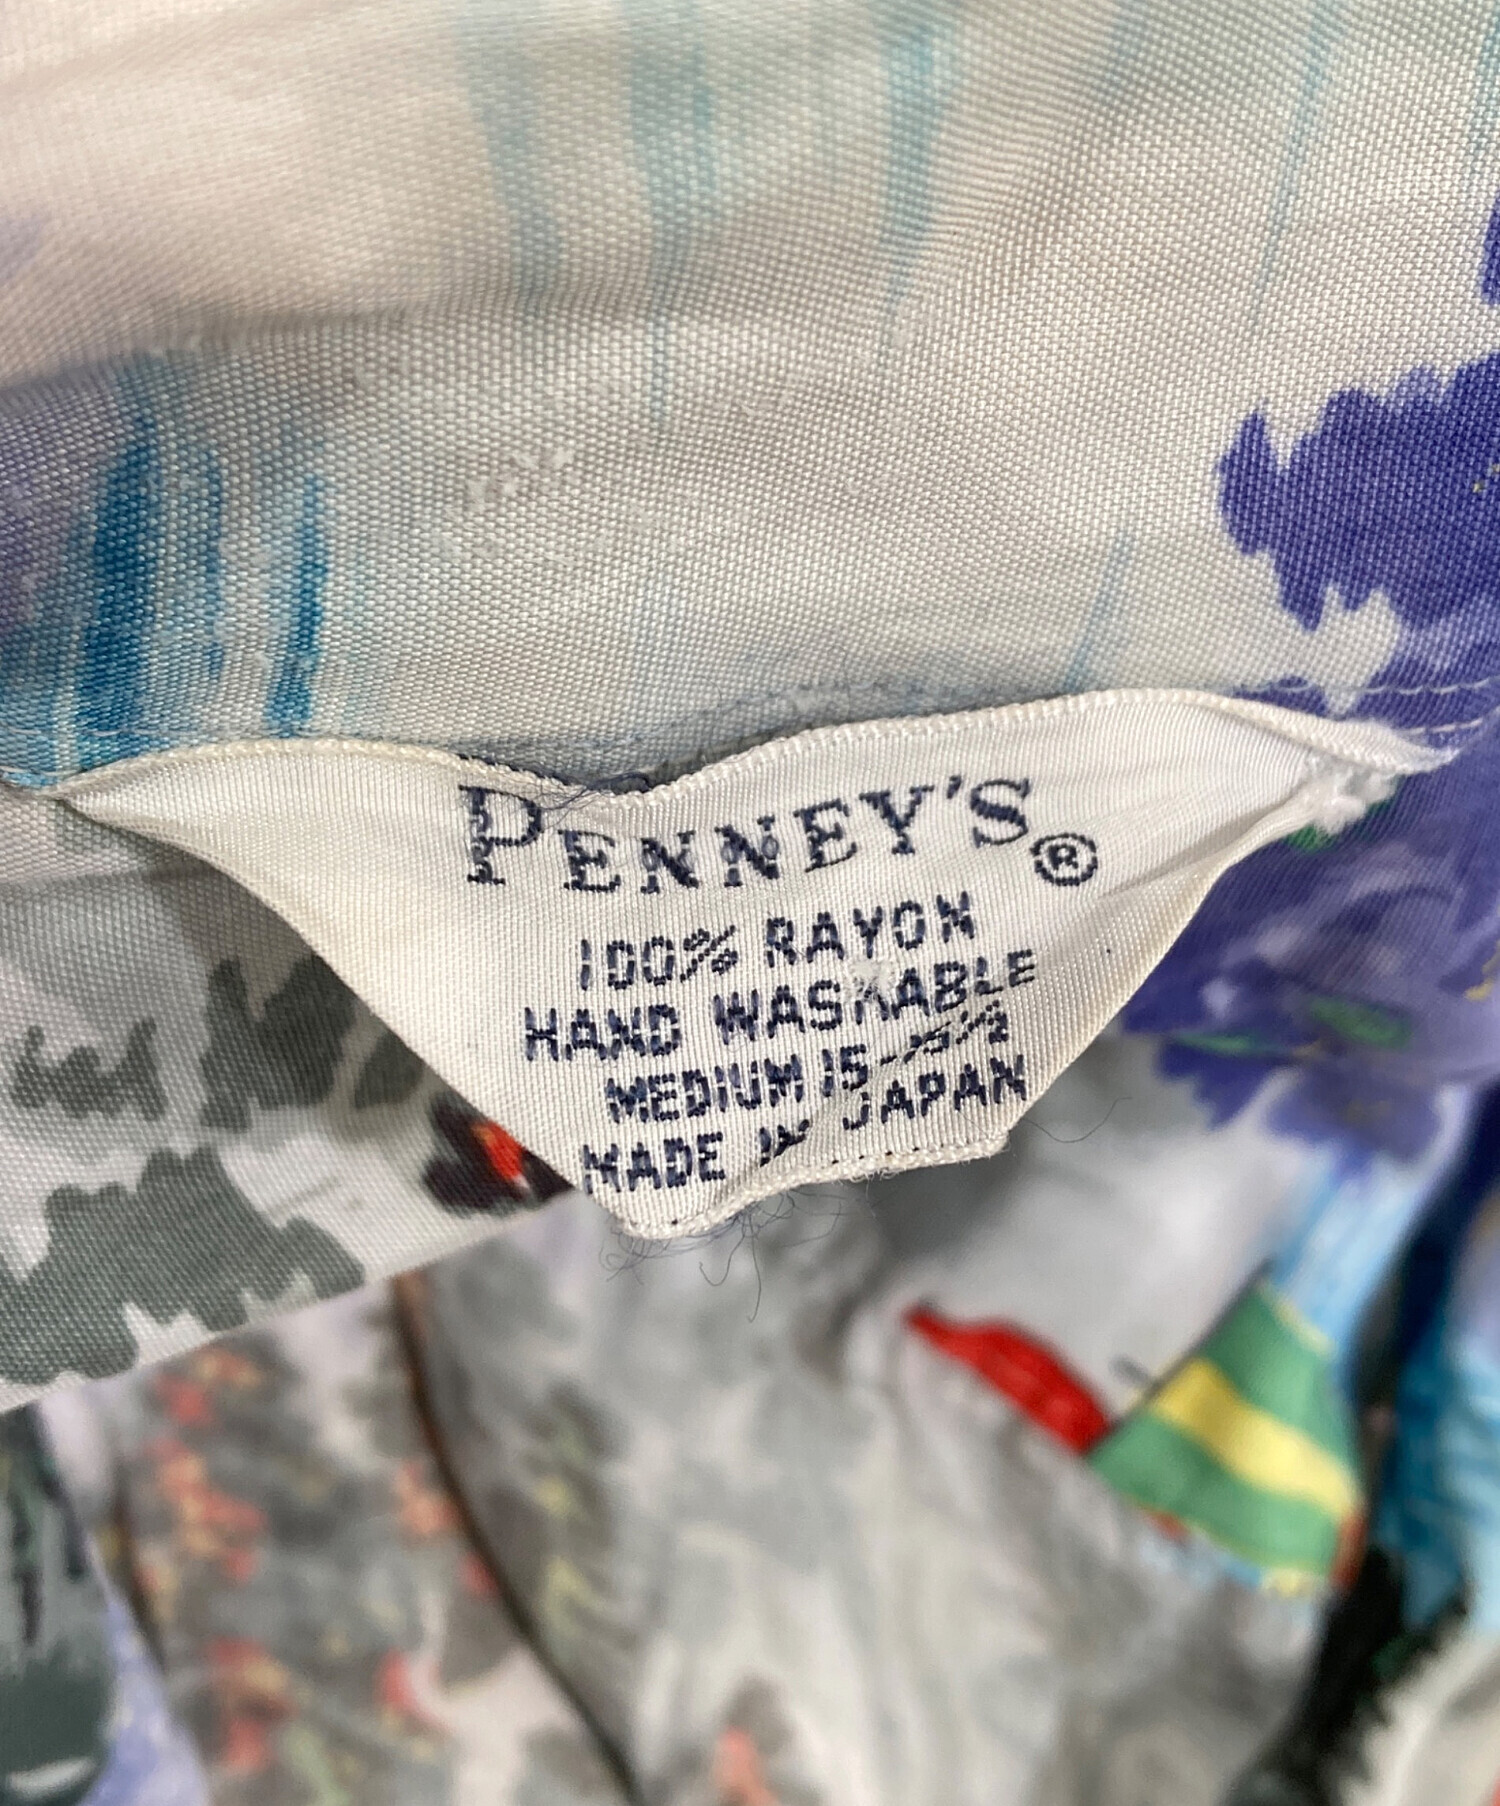 PENNEY'S®
100% RAYON
HAND WASHABLE
MEDIUM 15-15½
MADE IN JAPAN